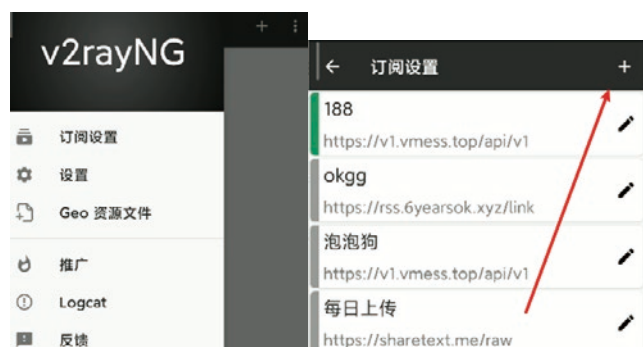 v2rayNG
订阅设置
设置
Geo 资源文件
推广
Logcat
反馈
订阅设置
188
https://v1.vmess.top/api/v1
okgg
https://rss.6yearsok.xyz/link
泡泡狗
https://v1.vmess.top/api/v1
每日上传
https://sharetext.me/raw